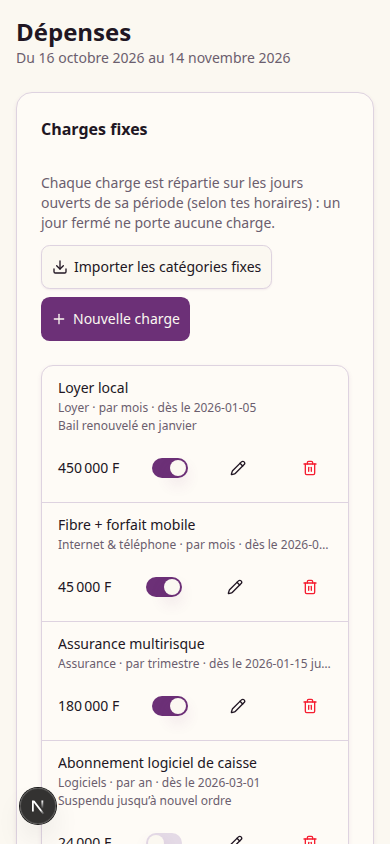 Dépenses
Du 16 octobre 2026 au 14 novembre 2026
Charges fixes
Chaque charge est répartie sur les jours
ouverts de sa période (selon tes horaires) : un
jour fermé ne porte aucune charge.
Importer les catégories fixes
Nouvelle charge
Loyer local
Loyer · par mois · dès le 2026-01-05
Bail renouvelé en janvier
450 000 F
Fibre + forfait mobile
Internet & téléphone · par mois · dès le 2026-0...
45 000 F
Assurance multirisque
Assurance · par trimestre · dès le 2026-01-15 ju...
180 000 F
Abonnement logiciel de caisse
Logiciels · par an · dès le 2026-03-01
Suspendu jusqu'à nouvel ordre
N
24 000 F